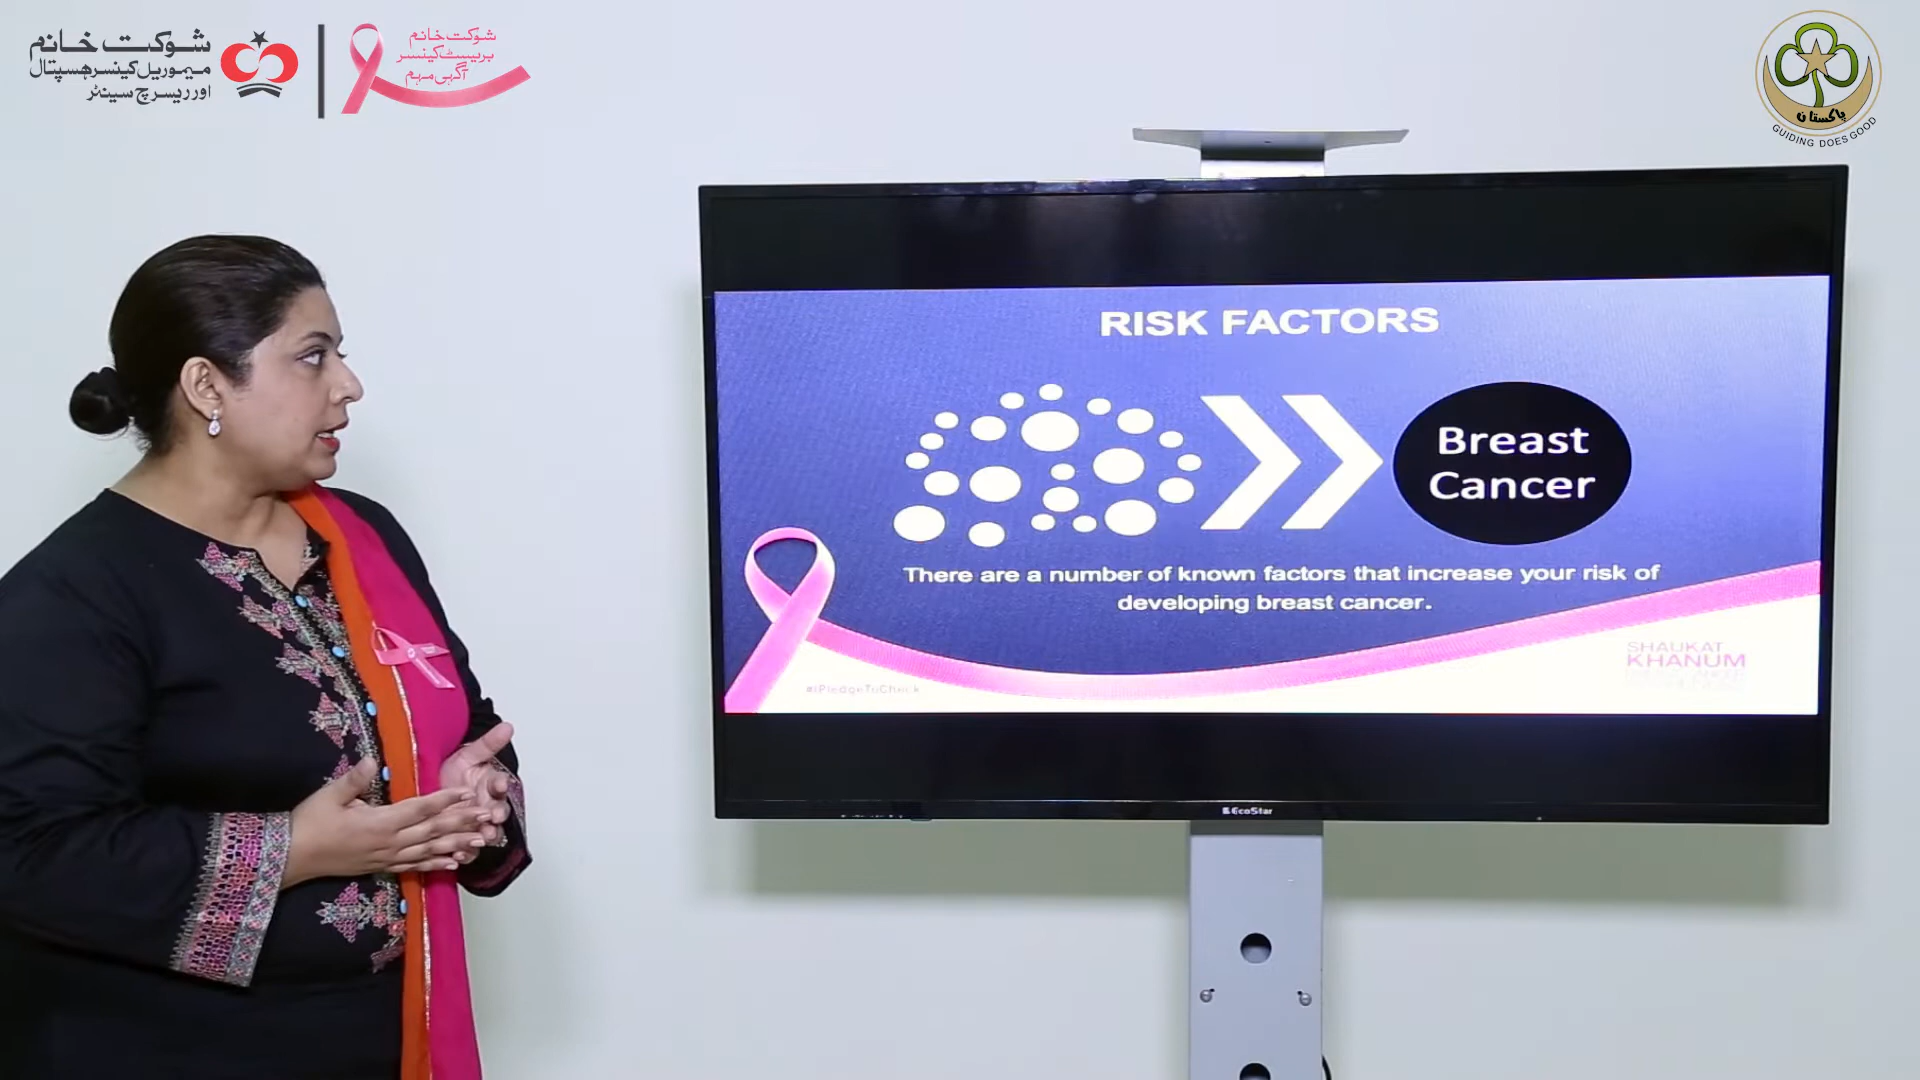 شوکت خانم
میموریل کینسر ہسپتال
اور ریسرچ سینٹر
شوکت خانم
بریسٹ کینسر
آگہی مہم
پاکستان
GUIDING DOES GOOD
RISK FACTORS
Breast
Cancer
There are a number of known factors that increase your risk of
developing breast cancer.
#IPledgeToCheck
SHAUKAT
KHANUM
EcoStar